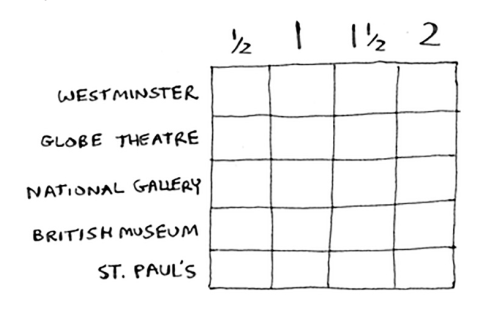 ½ 1 1½ 2
WESTMINSTER
GLOBE THEATRE
NATIONAL GALLERY
BRITISH MUSEUM
ST. PAUL'S